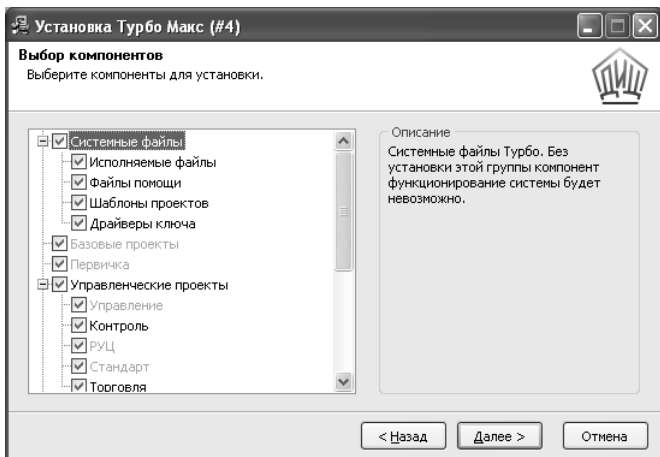 Установка Турбо Макс (#4)
Выбор компонентов
Выберите компоненты для установки.
ДИЦ
Системные файлы
Исполняемые файлы
Файлы помощи
Шаблоны проектов
Драйверы ключа
Базовые проекты
Первичка
Управленческие проекты
Управление
Контроль
РУЦ
Стандарт
Торговля
Описание
Системные файлы Турбо. Без
установки этой группы компонент
функционирование системы будет
невозможно.
< Назад
Далее >
Отмена